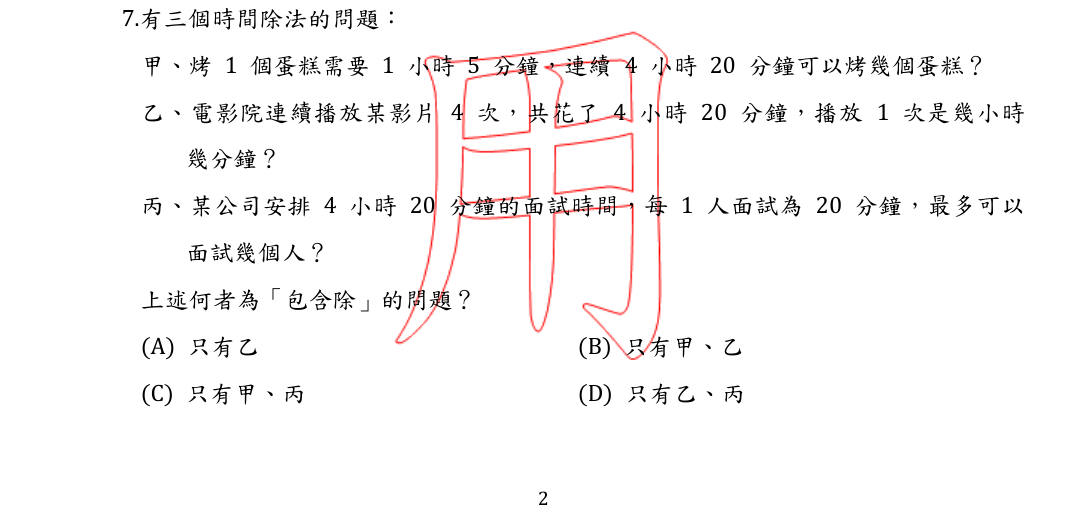 7.有三個時間除法的問題：
甲、烤 1 個蛋糕需要 1 小時 5 分鐘，連續 4 小時 20 分鐘可以烤幾個蛋糕？
乙、電影院連續播放某影片 4 次，共花了 4 小時 20 分鐘，播放 1 次是幾小時
幾分鐘？
丙、某公司安排 4 小時 20 分鐘的面試時間，每 1 人面試為 20 分鐘，最多可以
面試幾個人？
上述何者為「包含除」的問題？
(A) 只有乙 (B) 只有甲、乙
(C) 只有甲、丙 (D) 只有乙、丙
用
2